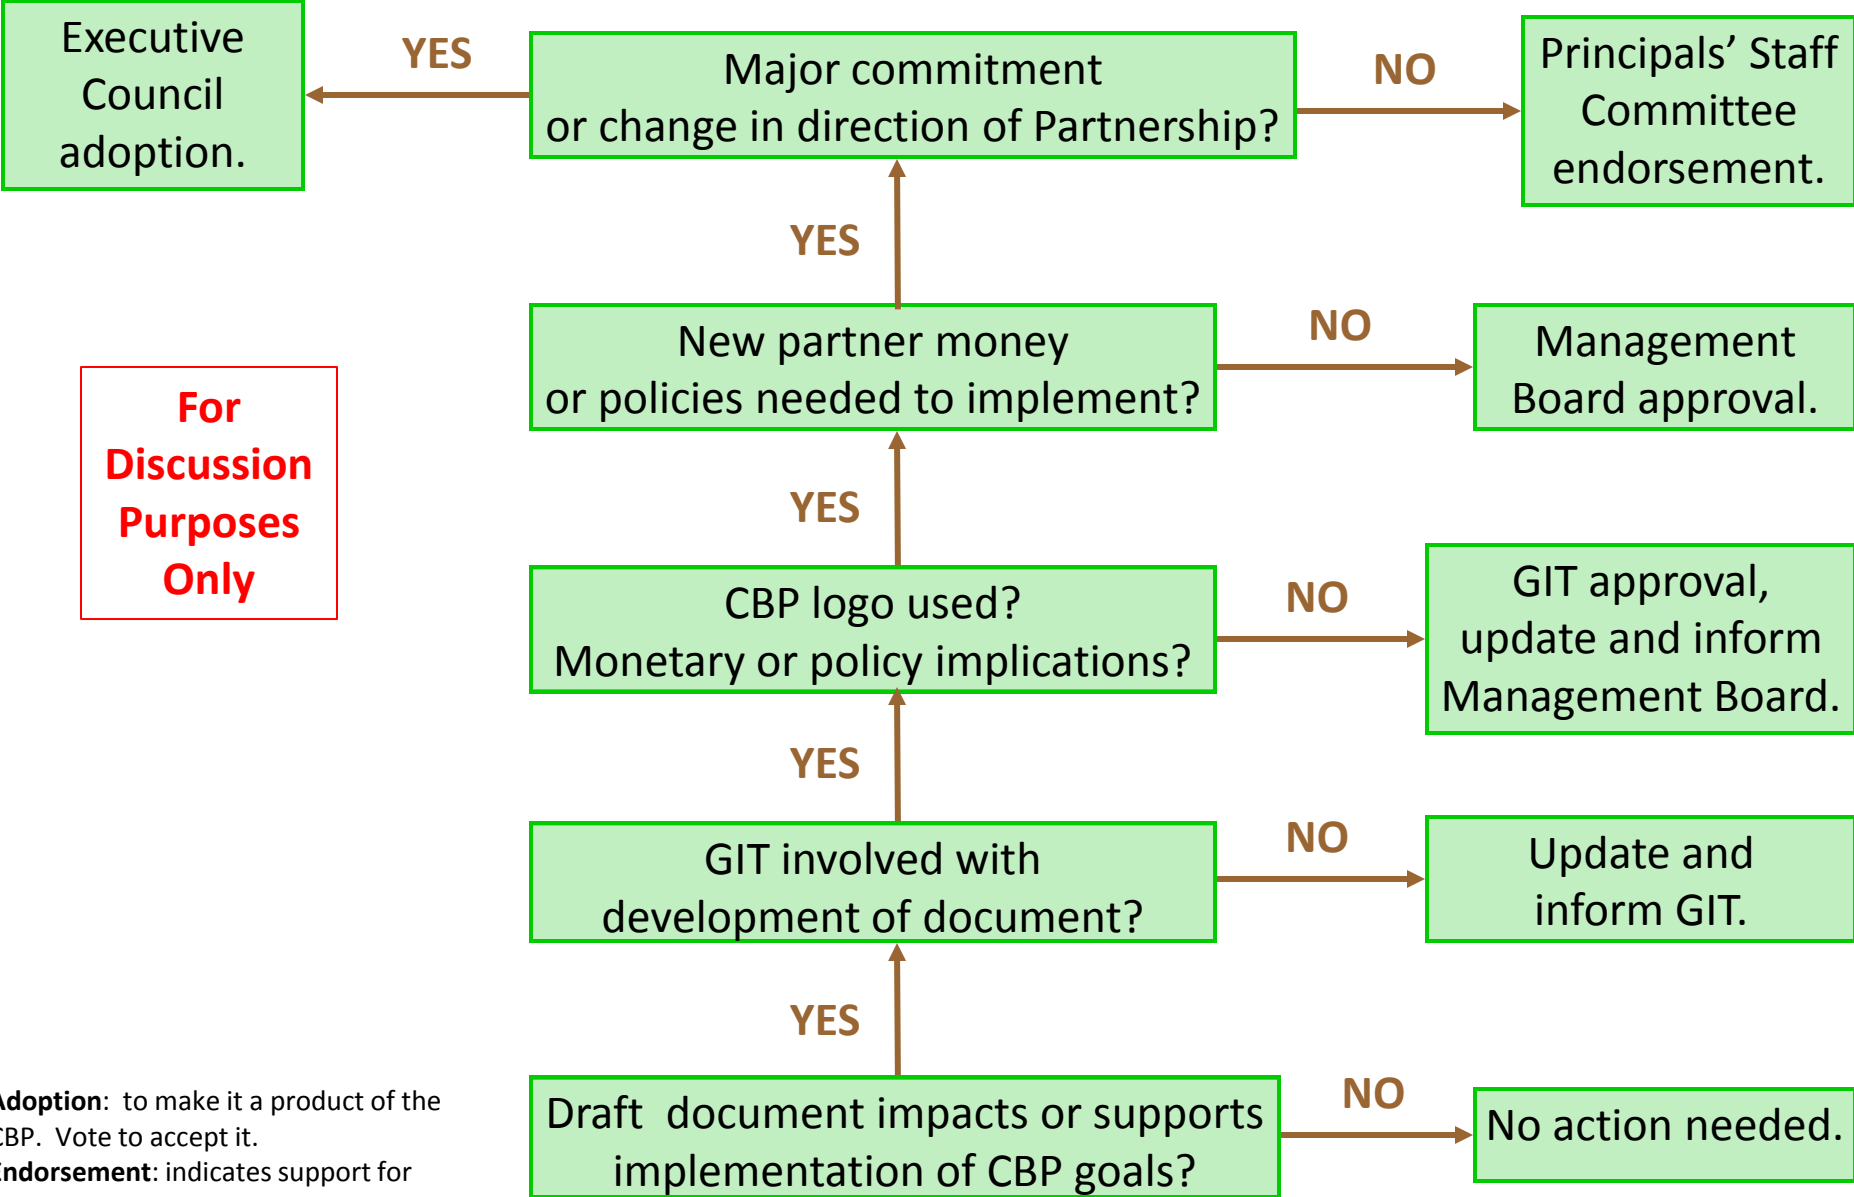 Executive
Council
adoption.
YES
Major commitment
or change in direction of Partnership?
NO
Principals’ Staff
Committee
endorsement.
YES
New partner money
or policies needed to implement?
NO
Management
Board approval.
For
Discussion
Purposes
Only
YES
CBP logo used?
Monetary or policy implications?
NO
GIT approval,
update and inform
Management Board.
YES
GIT involved with
development of document?
NO
Update and
inform GIT.
YES
Draft  document impacts or supports
implementation of CBP goals?
NO
No action needed.
Adoption:  to make it a product of the
CBP.  Vote to accept it.
Endorsement: indicates support for